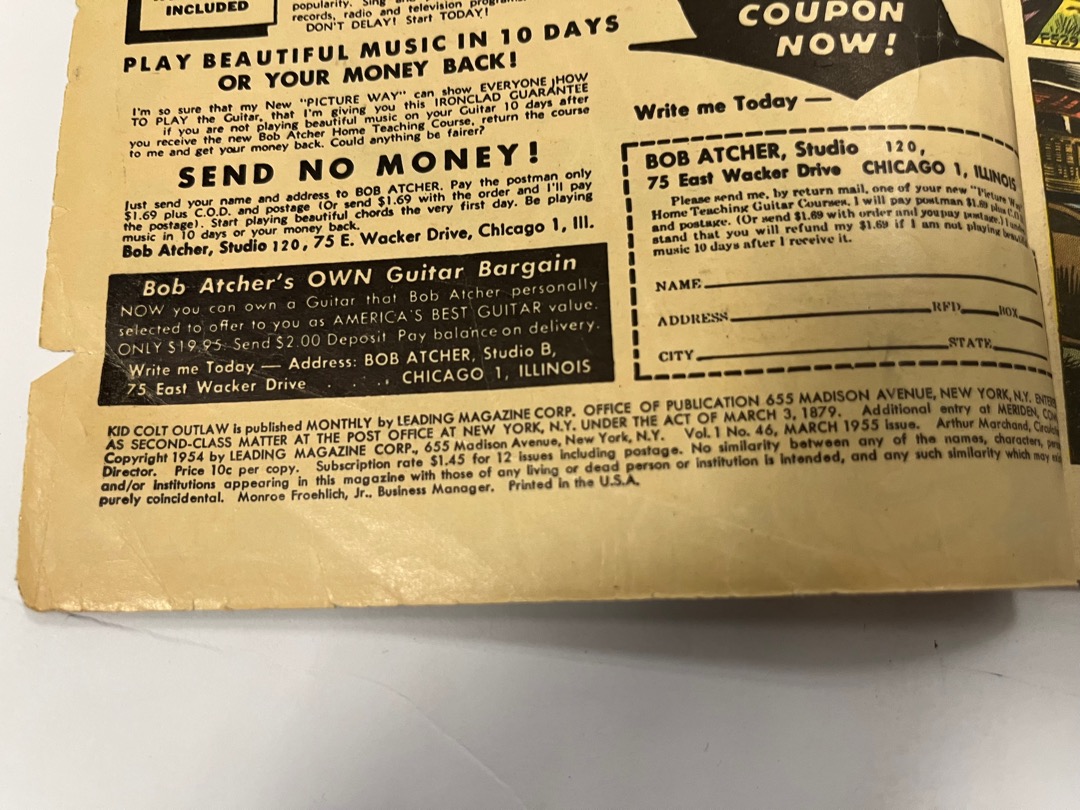 INCLUDED
popularity. Sing
records, radio and television
DON'T DELAY! Start TODAY!
PLAY BEAUTIFUL MUSIC IN 10 DAYS
OR YOUR MONEY BACK!
I'm so sure that my New "PICTURE WAY" can show EVERYONE HOW
TO PLAY the Guitar, that I'm giving you this IRONCLAD GUARANTEE
if you are not playing beautiful music on your Guitar 10 days after
you receive the new Bob Atcher Home Teaching Course, return the course
to me and get your money back. Could anything be fairer?
SEND NO MONEY!
Just send your name and address to BOB ATCHER. Pay the postman only
$1.69 plus C.O.D. and postage (Or send $1.69 with the order and I'll pay
the postage). Start playing beautiful chords the very first day. Be playing
music in 10 days or your money back.
Bob Atcher, Studio 120, 75 E. Wacker Drive, Chicago 1, Ill.
Bob Atcher's OWN Guitar Bargain
NOW you can own a Guitar that Bob Atcher personally
selected to offer to you as AMERICA'S BEST GUITAR value.
ONLY $19.95. Send $2.00 Deposit Pay balance on delivery.
Write me Today — Address: BOB ATCHER, Studio B,
75 East Wacker Drive . . . . . CHICAGO 1, ILLINOIS
COUPON
NOW!
Write me Today —
BOB ATCHER, Studio 120,
75 East Wacker Drive CHICAGO 1, ILLINOIS
Please send me, by return mail, one of your new "Picture
Home Teaching Guitar Courses. I will pay postman $1.69 plus
and postage. (Or send $1.69 with order and you pay postage.)
stand that you will refund my $1.69 if I am not playing
music 10 days after I receive it.
NAME
ADDRESS RFD BOX
CITY STATE
KID COLT OUTLAW is published MONTHLY by LEADING MAGAZINE CORP. OFFICE OF PUBLICATION 655 MADISON AVENUE, NEW YORK, N.Y.
AS SECOND-CLASS MATTER AT THE POST OFFICE AT NEW YORK, N.Y. UNDER THE ACT OF MARCH 3, 1879. Additional entry at MERIDEN,
Copyright 1954 by LEADING MAGAZINE CORP., 655 Madison Avenue, New York, N.Y. Vol. 1 No. 46, MARCH 1955 issue. Arthur Marchand,
Director. Price 10c per copy. Subscription rate $1.45 for 12 issues including postage. No similarity between any of the names, characters,
and/or institutions appearing in this magazine with those of any living or dead person or institution is intended, and any such similarity which may
purely coincidental. Monroe Froehlich, Jr., Business Manager. Printed in the U.S.A.